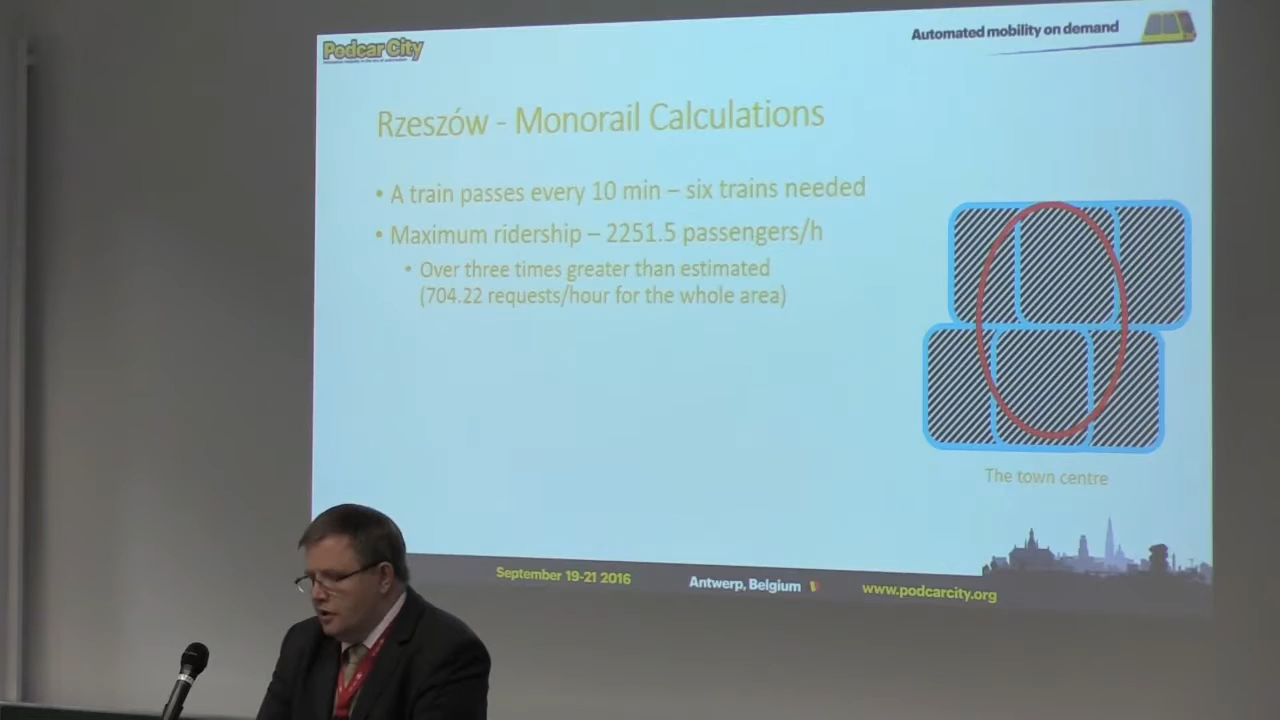 Podcar City
Automated mobility on demand
Rzeszów - Monorail Calculations
• A train passes every 10 min – six trains needed
• Maximum ridership – 2251.5 passengers/h
• Over three times greater than estimated
(704.22 requests/hour for the whole area)
The town centre
September 19-21 2016
Antwerp, Belgium
www.podcarcity.org